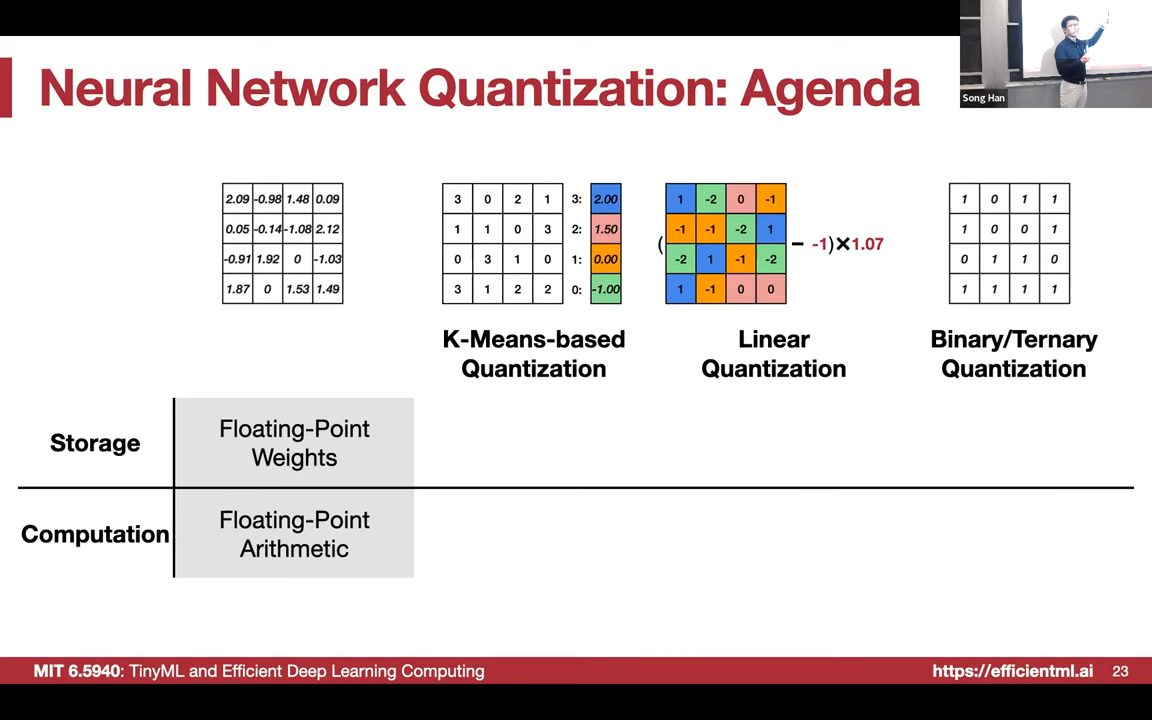 Neural Network Quantization: Agenda
Song Han
2.09 -0.98 1.48 0.09
0.05 -0.14 -1.08 2.12
-0.91 1.92 0 -1.03
1.87 0 1.53 1.49
3 0 2 1 3: 2.00
1 1 0 3 2: 1.50
0 3 1 0 1: 0.00
3 1 2 2 0: -1.00
K-Means-based
Quantization
1 -2 0 -1
-1 -1 -2 1
( -2 1 -1 -2 − -1)×1.07
1 -1 0 0
Linear
Quantization
1 0 1 1
1 0 0 1
0 1 1 0
1 1 1 1
Binary/Ternary
Quantization
Storage
Floating-Point
Weights
Computation
Floating-Point
Arithmetic
MIT 6.5940: TinyML and Efficient Deep Learning Computing
https://efficientml.ai
23